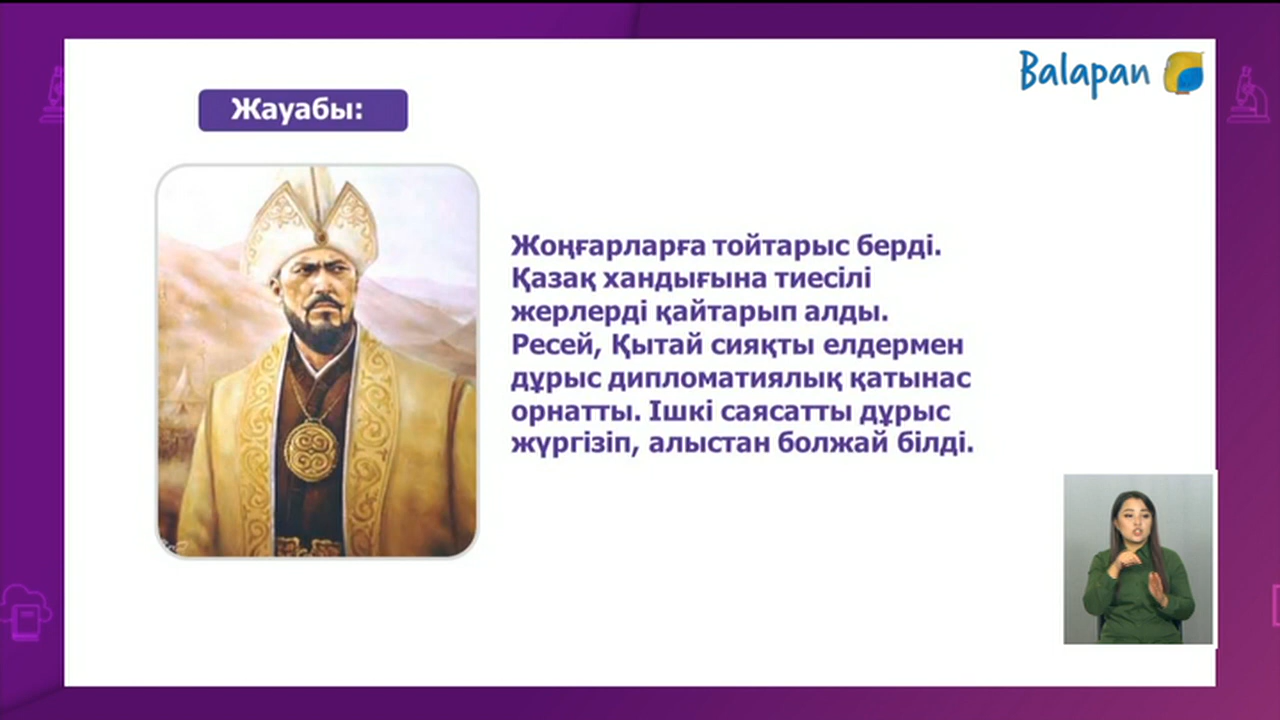 Balapan
Жауабы:
Жоңғарларға тойтарыс берді.
Қазақ хандығына тиесілі
жерлерді қайтарып алды.
Ресей, Қытай сияқты елдермен
дұрыс дипломатиялық қатынас
орнатты. Ішкі саясатты дұрыс
жүргізіп, алыстан болжай білді.